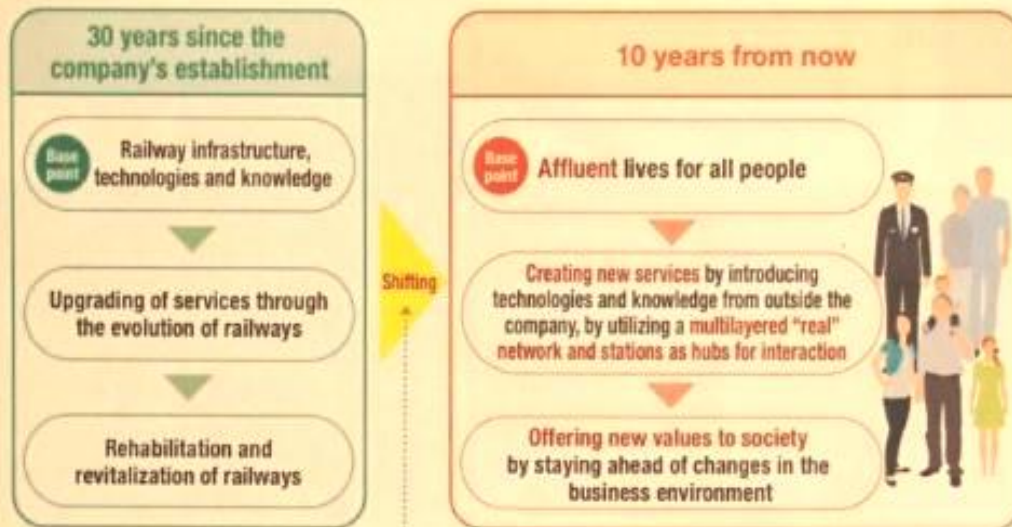 30 years since the
company's establishment
Base
point
Railway infrastructure,
technologies and knowledge
Upgrading of services through
the evolution of railways
Rehabilitation and
revitalization of railways
Shifting
10 years from now
Base
point
Affluent lives for all people
Creating new services by introducing
technologies and knowledge from outside the
company, by utilizing a multilayered "real"
network and stations as hubs for interaction
Offering new values to society
by staying ahead of changes in the
business environment